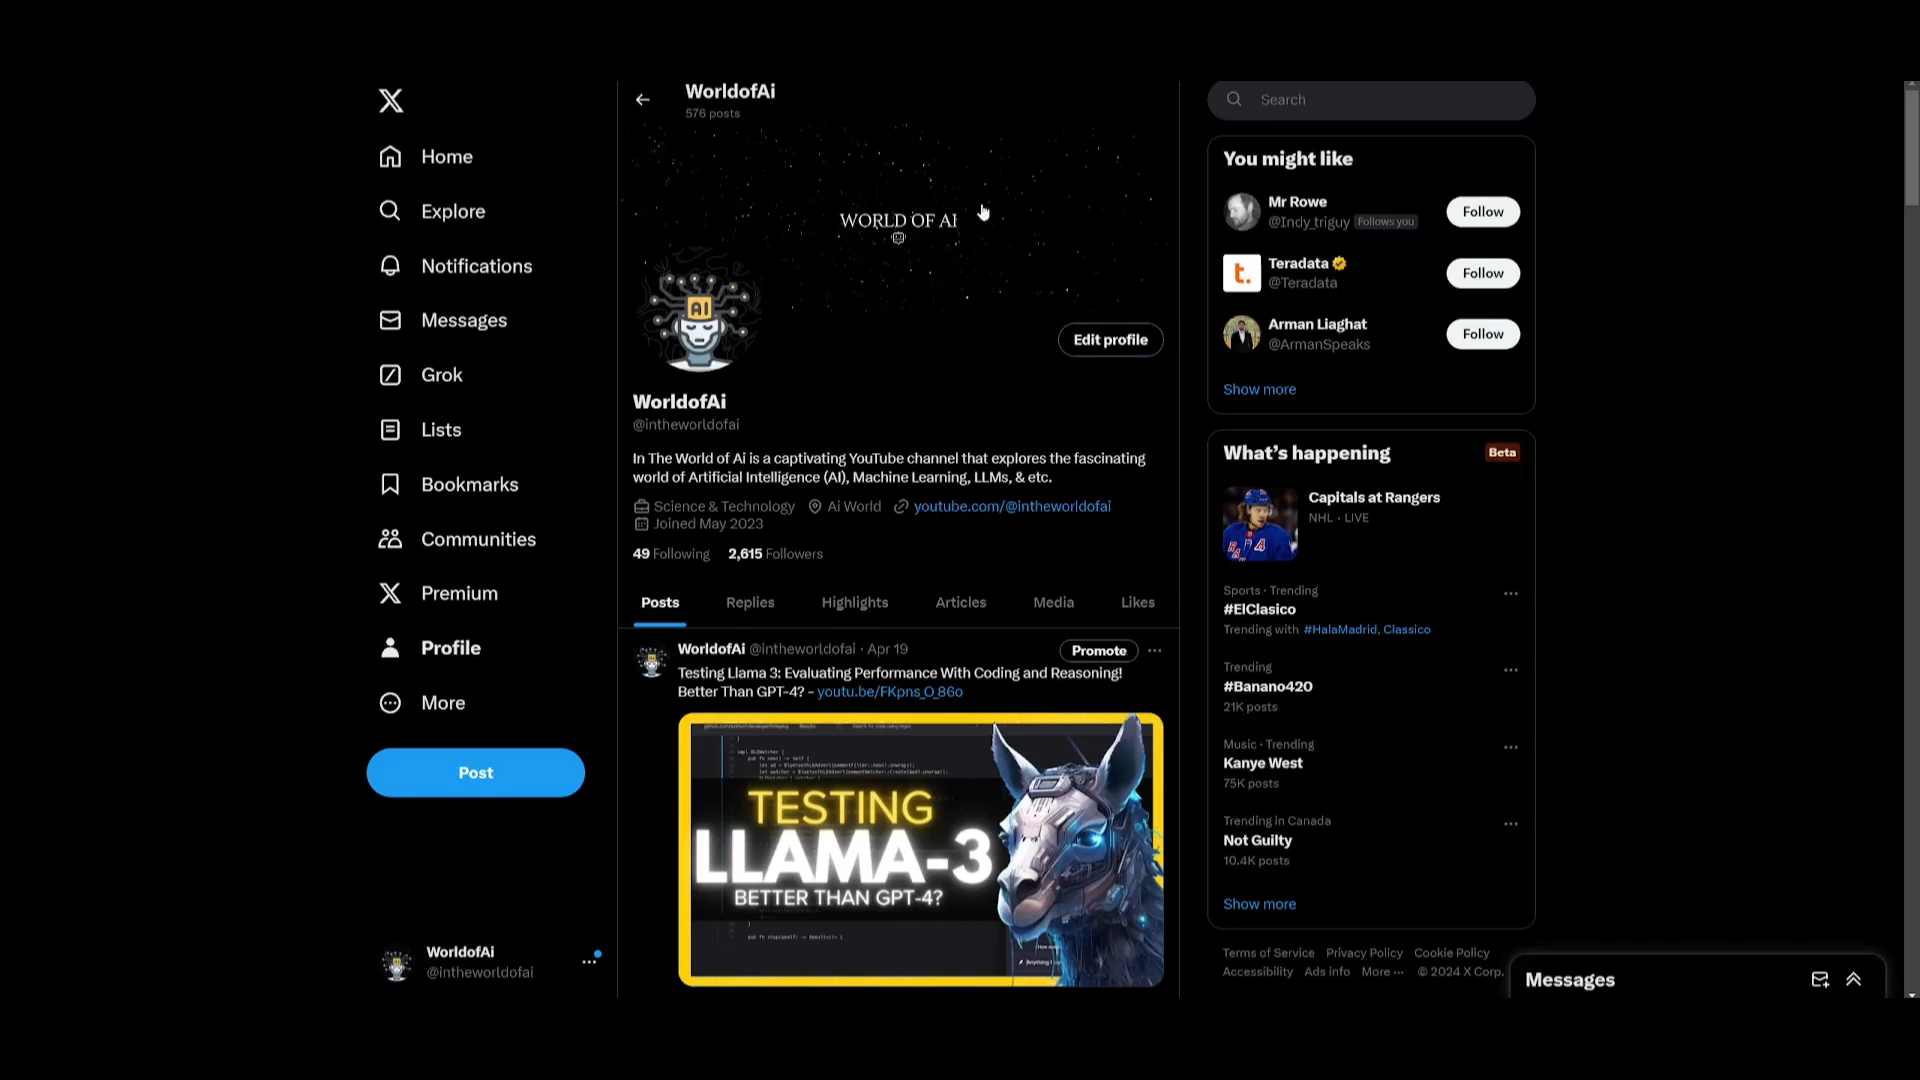 Home
Explore
Notifications
Messages
Grok
Lists
Bookmarks
Communities
Premium
Profile
More
Post
WorldofAi
@intheworldofai
WorldofAi
576 posts
WORLD OF AI
AI
Edit profile
WorldofAi
@intheworldofai
In The World of Ai is a captivating YouTube channel that explores the fascinating
world of Artificial Intelligence (AI), Machine Learning, LLMs, & etc.
Science & Technology Ai World youtube.com/@intheworldofai
Joined May 2023
49 Following 2,615 Followers
Posts Replies Highlights Articles Media Likes
WorldofAi @intheworldofai · Apr 19 Promote
Testing Llama 3: Evaluating Performance With Coding and Reasoning!
Better Than GPT-4? - youtu.be/FKpns_O_86o
TESTING
LLAMA-3
BETTER THAN GPT-4?
Search
You might like
Mr Rowe
@Indy_triguy Follows you
Follow
t.
Teradata
@Teradata
Follow
Arman Liaghat
@ArmanSpeaks
Follow
Show more
What's happening Beta
Capitals at Rangers
NHL · LIVE
Sports · Trending
#ElClasico
Trending with #HalaMadrid, Classico
Trending
#Banano420
21K posts
Music · Trending
Kanye West
75K posts
Trending in Canada
Not Guilty
10.4K posts
Show more
Terms of Service Privacy Policy Cookie Policy
Accessibility Ads info More ··· © 2024 X Corp.
Messages